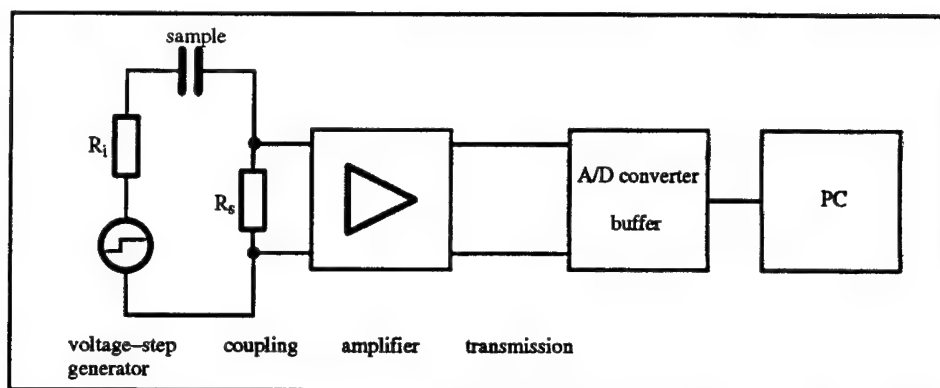 sample
R_i
R_s
A/D converter
buffer
PC
voltage–step
generator
coupling
amplifier
transmission